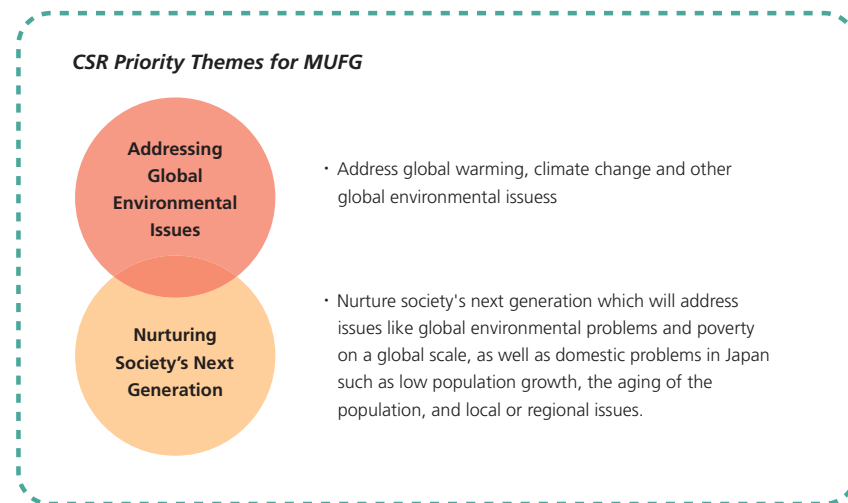 CSR Priority Themes for MUFG
Addressing
Global
Environmental
Issues
・Address global warming, climate change and other
global environmental issuess
Nurturing
Society’s Next
Generation
・Nurture society's next generation which will address
issues like global environmental problems and poverty
on a global scale, as well as domestic problems in Japan
such as low population growth, the aging of the
population, and local or regional issues.